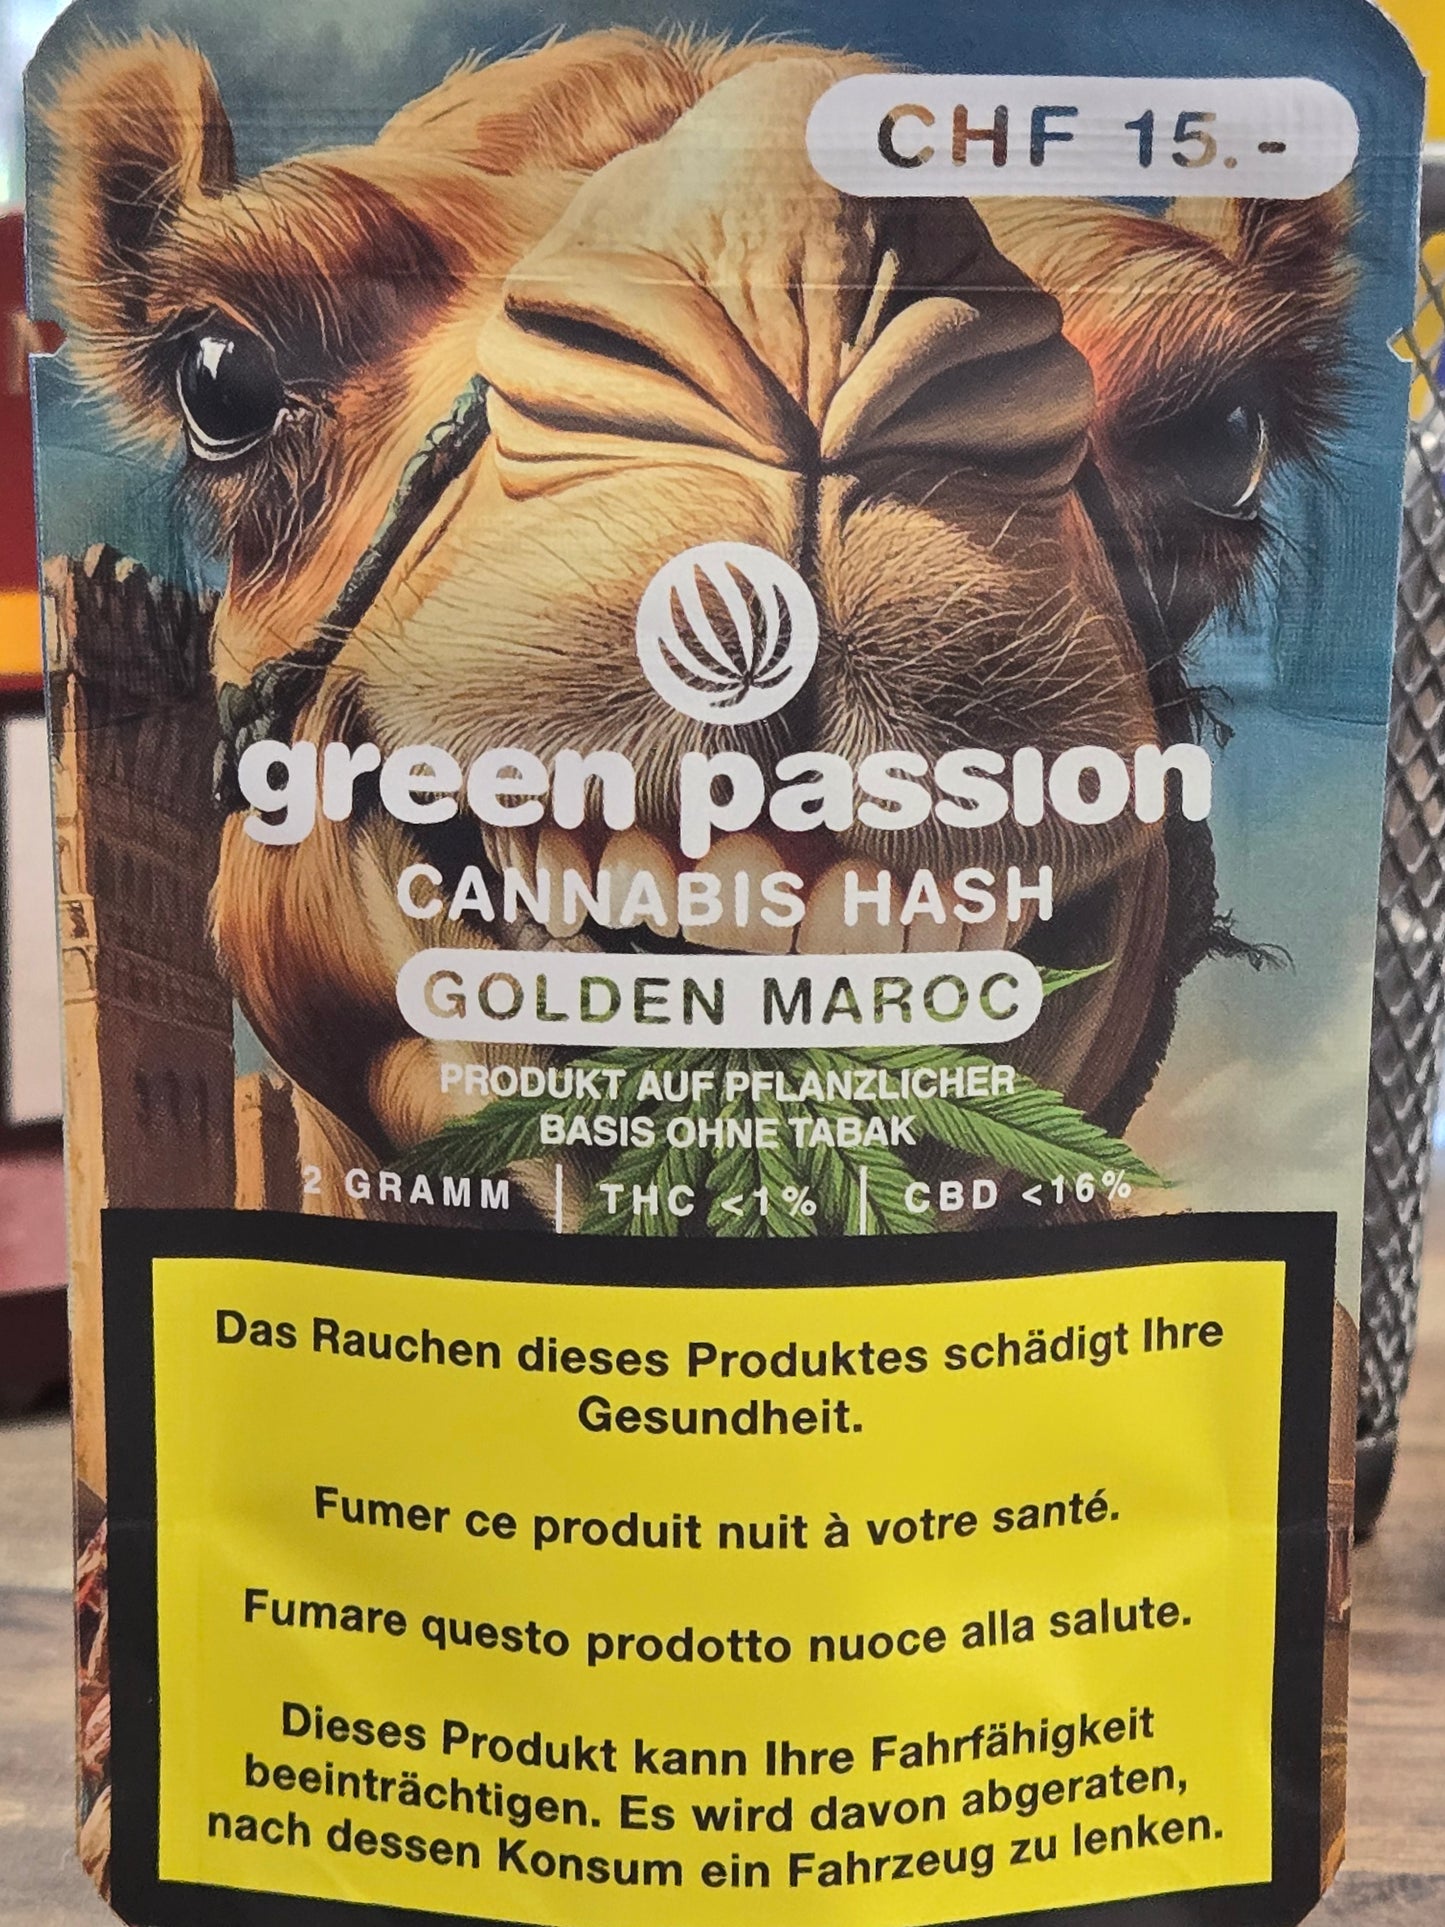 CHF 15.-
green passion
CANNABIS HASH
GOLDEN MAROC
PRODUKT AUF PFLANZLICHER
BASIS OHNE TABAK
2 GRAMM | THC <1% | CBD <16%
Das Rauchen dieses Produktes schädigt Ihre
Gesundheit.
Fumer ce produit nuit à votre santé.
Fumare questo prodotto nuoce alla salute.
Dieses Produkt kann Ihre Fahrfähigkeit
beeinträchtigen. Es wird davon abgeraten,
nach dessen Konsum ein Fahrzeug zu lenken.